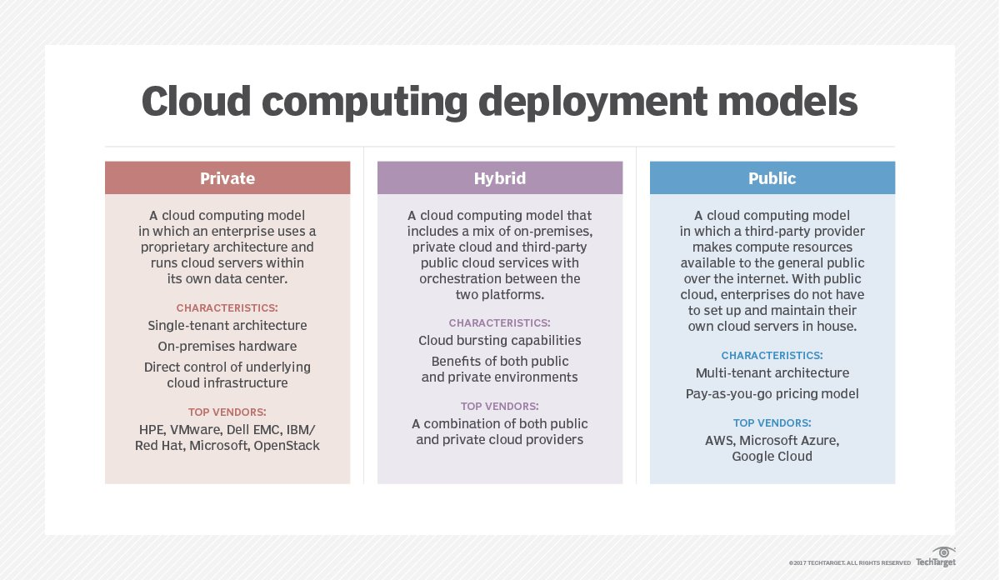 Cloud computing deployment models
Private
A cloud computing model
in which an enterprise uses a
proprietary architecture and
runs cloud servers within
its own data center.
CHARACTERISTICS:
Single-tenant architecture
On-premises hardware
Direct control of underlying
cloud infrastructure
TOP VENDORS:
HPE, VMware, Dell EMC, IBM/
Red Hat, Microsoft, OpenStack
Hybrid
A cloud computing model that
includes a mix of on-premises,
private cloud and third-party
public cloud services with
orchestration between the
two platforms.
CHARACTERISTICS:
Cloud bursting capabilities
Benefits of both public
and private environments
TOP VENDORS:
A combination of both public
and private cloud providers
Public
A cloud computing model
in which a third-party provider
makes compute resources
available to the general public
over the internet. With public
cloud, enterprises do not have
to set up and maintain their
own cloud servers in house.
CHARACTERISTICS:
Multi-tenant architecture
Pay-as-you-go pricing model
TOP VENDORS:
AWS, Microsoft Azure,
Google Cloud
©2017 TECHTARGET. ALL RIGHTS RESERVED
TechTarget